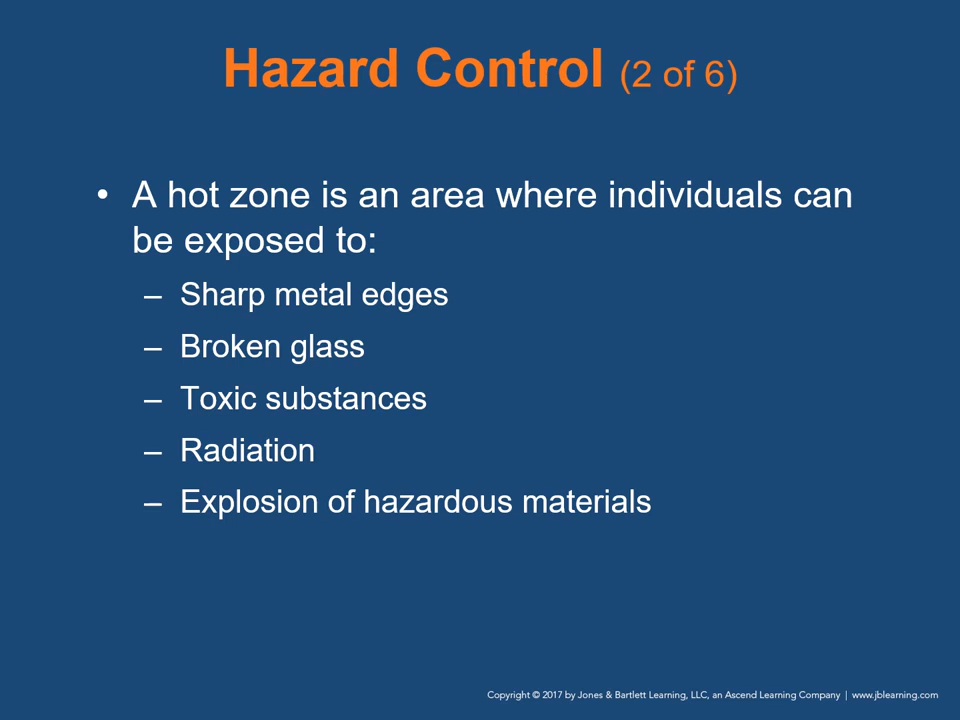 Hazard Control (2 of 6)
• A hot zone is an area where individuals can
be exposed to:
– Sharp metal edges
– Broken glass
– Toxic substances
– Radiation
– Explosion of hazardous materials
Copyright © 2017 by Jones & Bartlett Learning, LLC, an Ascend Learning Company | www.jblearning.com